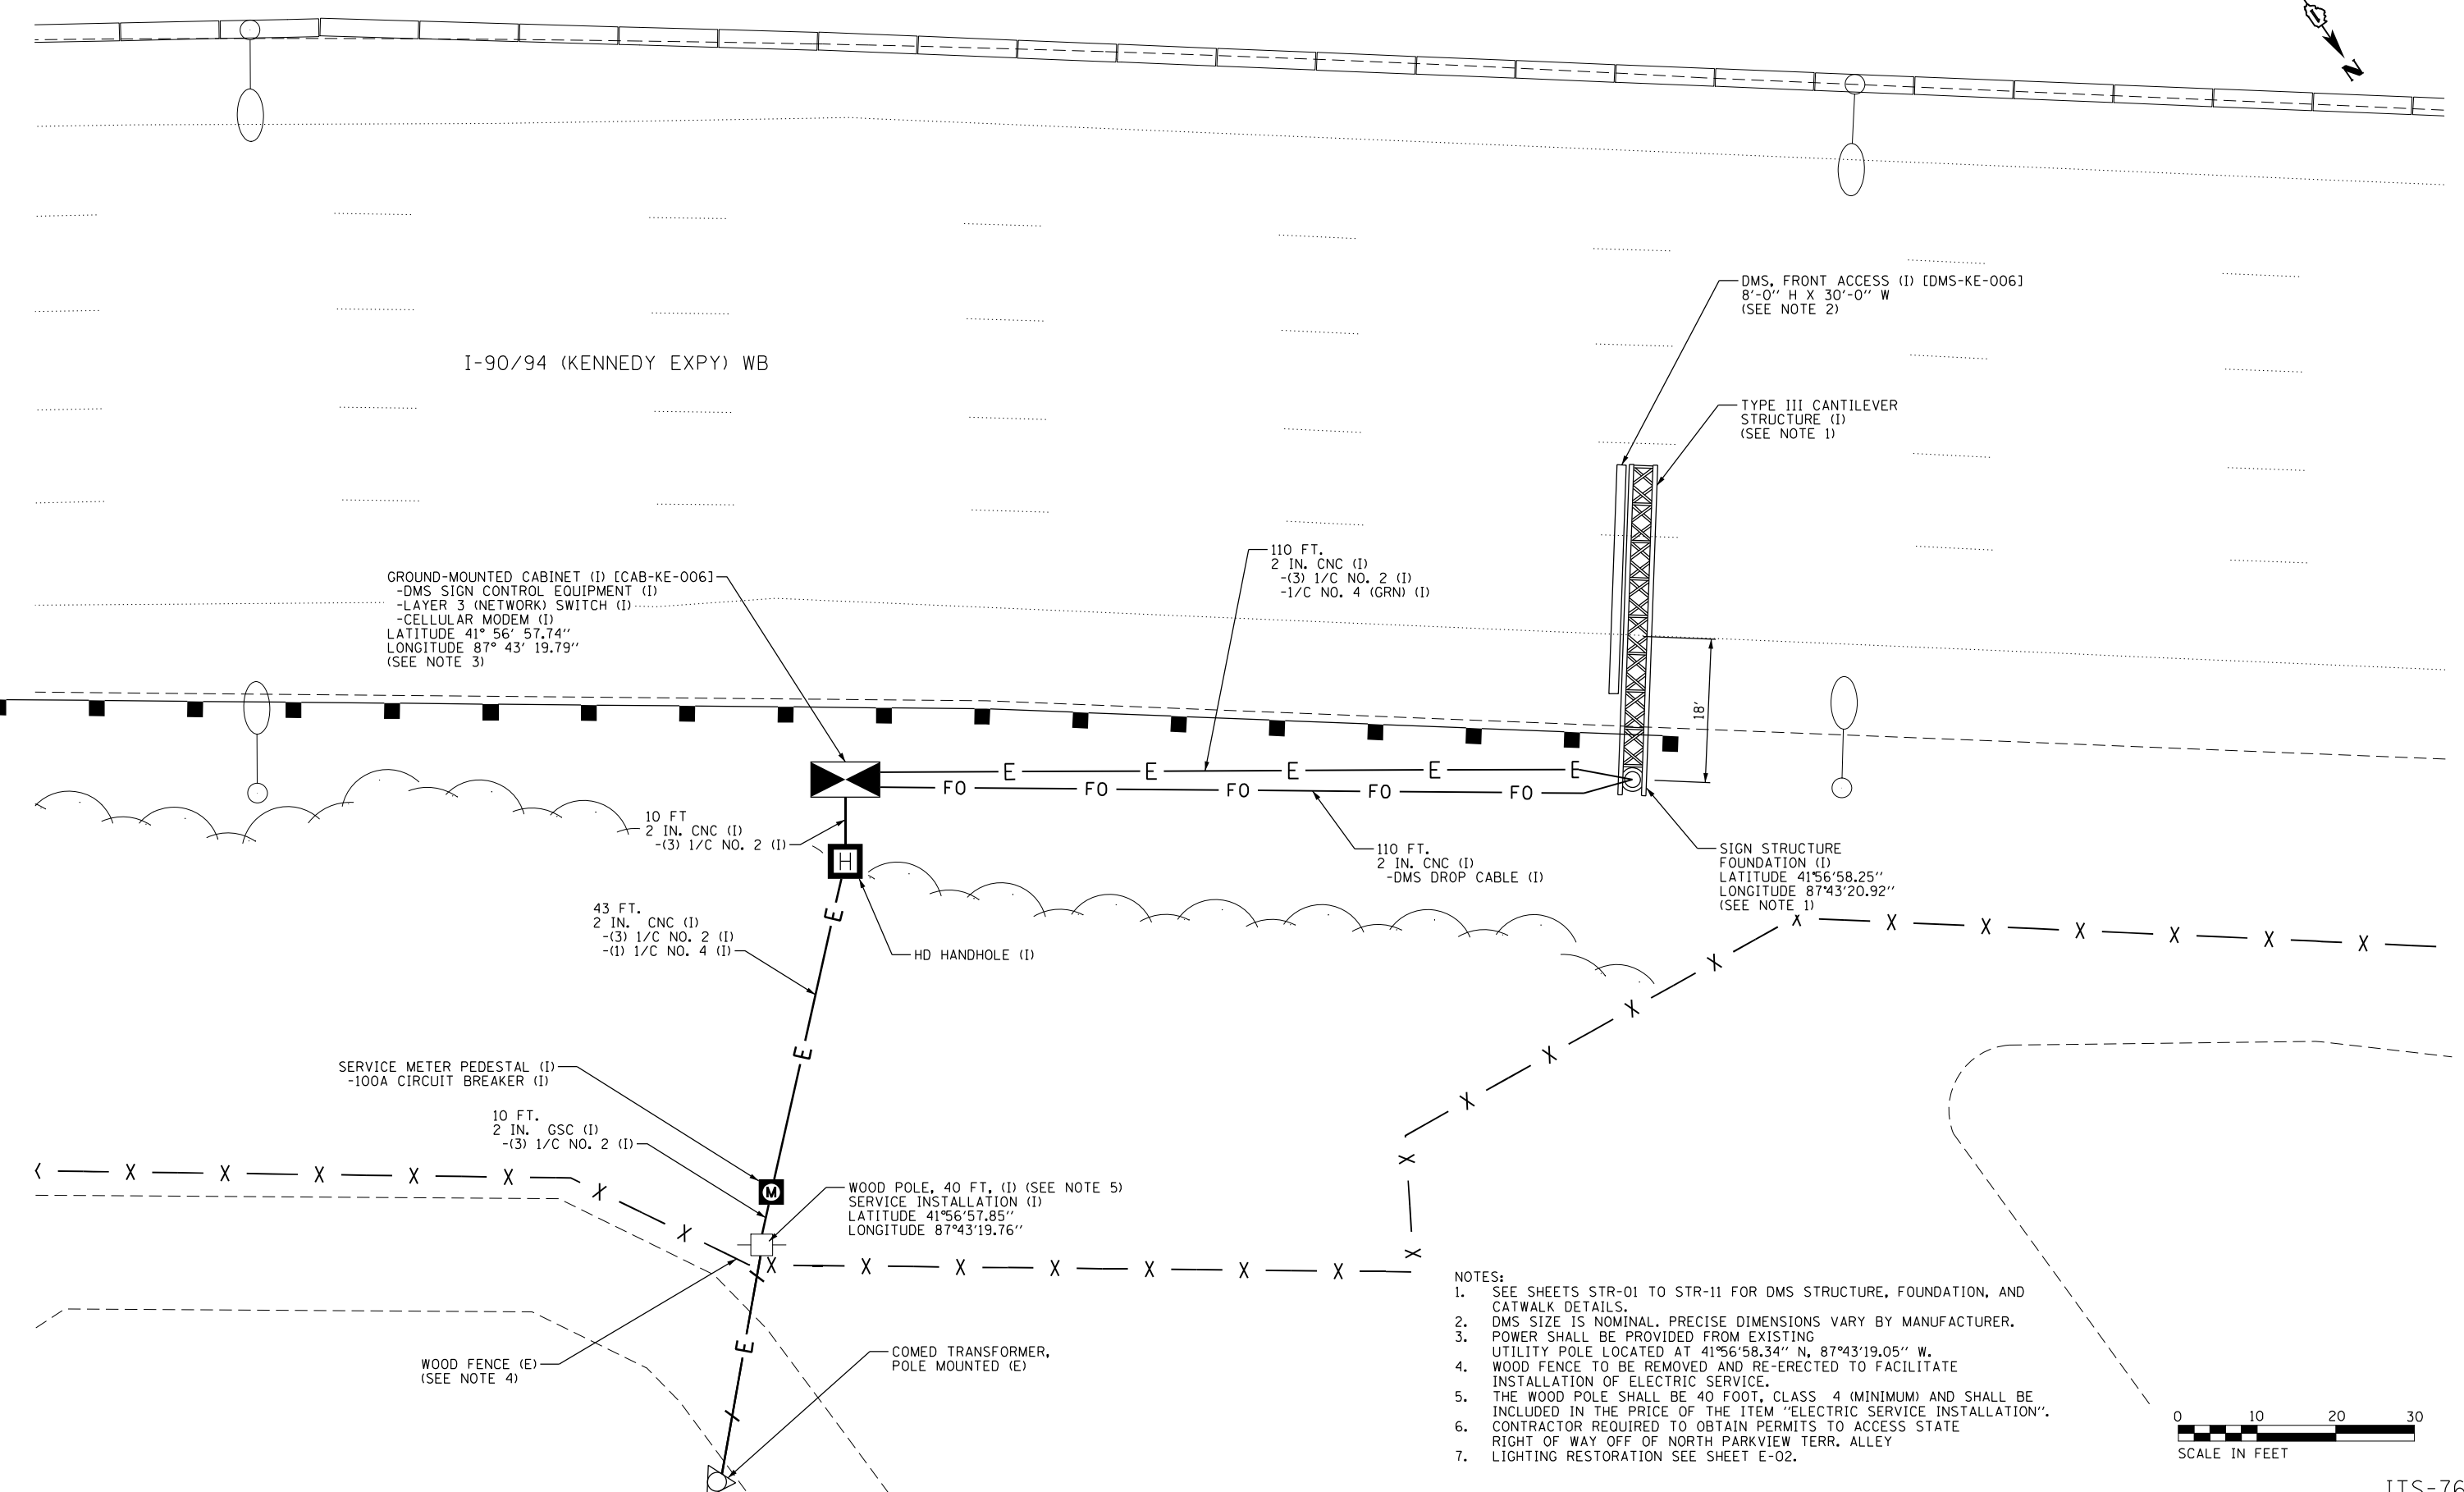 N
I-90/94 (KENNEDY EXPY) WB
DMS, FRONT ACCESS (I) [DMS-KE-006]
8'-0" H X 30'-0" W
(SEE NOTE 2)
TYPE III CANTILEVER
STRUCTURE (I)
(SEE NOTE 1)
110 FT.
2 IN. CNC (I)
-(3) 1/C NO. 2 (I)
-1/C NO. 4 (GRN) (I)
GROUND-MOUNTED CABINET (I) [CAB-KE-006]
-DMS SIGN CONTROL EQUIPMENT (I)
-LAYER 3 (NETWORK) SWITCH (I)
-CELLULAR MODEM (I)
LATITUDE 41° 56' 57.74"
LONGITUDE 87° 43' 19.79"
(SEE NOTE 3)
18'
E E E E E
FO FO FO FO FO
10 FT
2 IN. CNC (I)
-(3) 1/C NO. 2 (I)
H
110 FT.
2 IN. CNC (I)
-DMS DROP CABLE (I)
SIGN STRUCTURE
FOUNDATION (I)
LATITUDE 41°56'58.25"
LONGITUDE 87°43'20.92"
(SEE NOTE 1)
43 FT.
2 IN. CNC (I)
-(3) 1/C NO. 2 (I)
-(1) 1/C NO. 4 (I)
E
HD HANDHOLE (I)
X X X X X X X
X
X
X
X
E
SERVICE METER PEDESTAL (I)
-100A CIRCUIT BREAKER (I)
10 FT.
2 IN. GSC (I)
-(3) 1/C NO. 2 (I)
X
X X X X X X X
M
WOOD POLE, 40 FT, (I) (SEE NOTE 5)
SERVICE INSTALLATION (I)
LATITUDE 41°56'57.85"
LONGITUDE 87°43'19.76"
X
X X X X X X X
E
WOOD FENCE (E)
(SEE NOTE 4)
COMED TRANSFORMER,
POLE MOUNTED (E)
NOTES:
1. SEE SHEETS STR-01 TO STR-11 FOR DMS STRUCTURE, FOUNDATION, AND
CATWALK DETAILS.
2. DMS SIZE IS NOMINAL. PRECISE DIMENSIONS VARY BY MANUFACTURER.
3. POWER SHALL BE PROVIDED FROM EXISTING
UTILITY POLE LOCATED AT 41°56'58.34" N, 87°43'19.05" W.
4. WOOD FENCE TO BE REMOVED AND RE-ERECTED TO FACILITATE
INSTALLATION OF ELECTRIC SERVICE.
5. THE WOOD POLE SHALL BE 40 FOOT, CLASS 4 (MINIMUM) AND SHALL BE
INCLUDED IN THE PRICE OF THE ITEM "ELECTRIC SERVICE INSTALLATION".
6. CONTRACTOR REQUIRED TO OBTAIN PERMITS TO ACCESS STATE
RIGHT OF WAY OFF OF NORTH PARKVIEW TERR. ALLEY
7. LIGHTING RESTORATION SEE SHEET E-02.
0 10 20 30
SCALE IN FEET
ITS-76